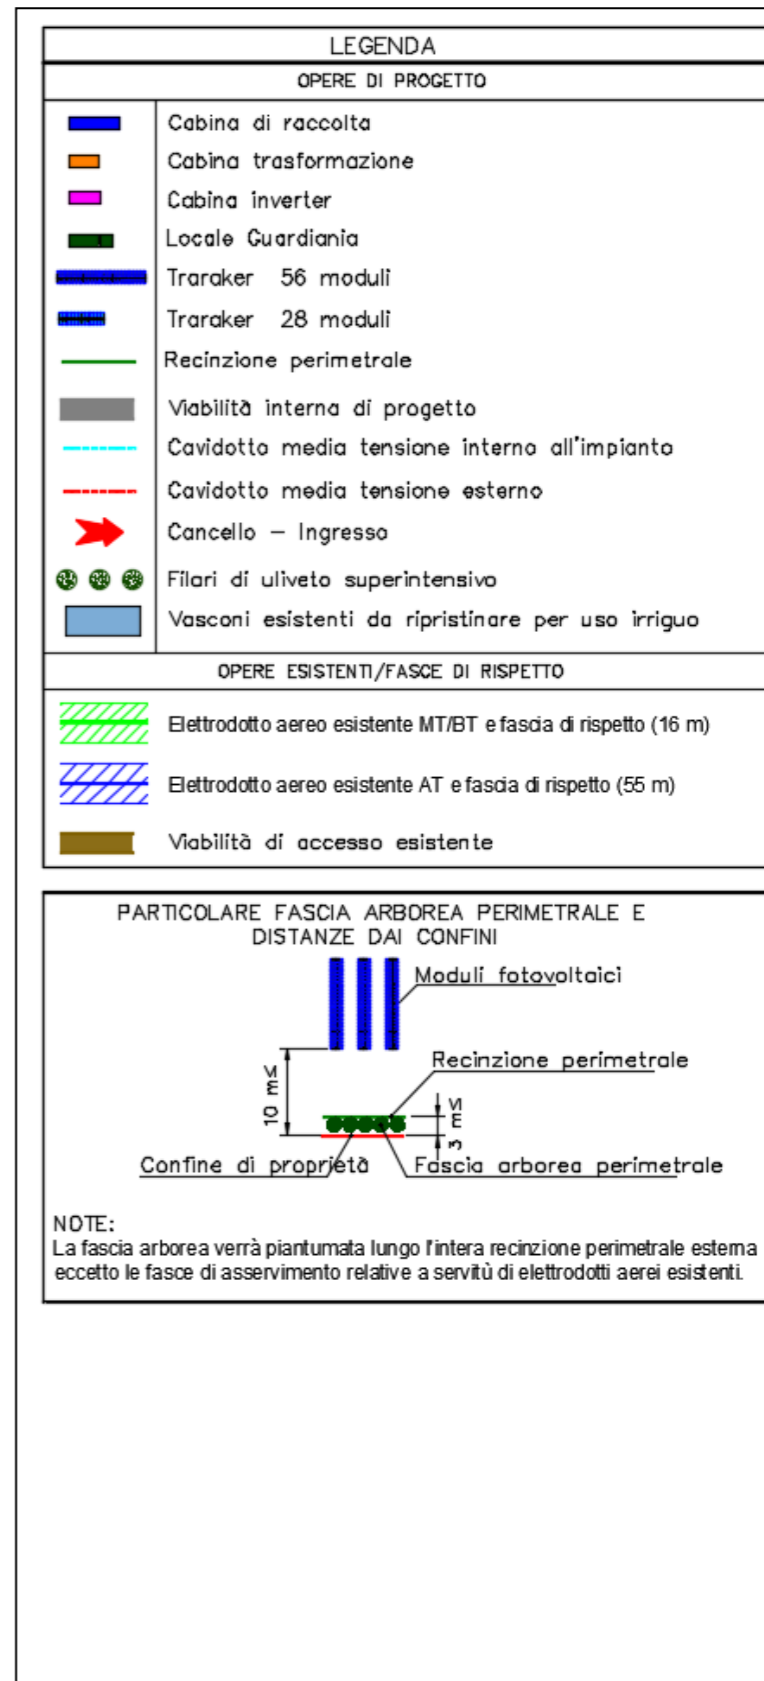 LEGENDA
OPERE DI PROGETTO
Cabina di raccolta
Cabina trasformazione
Cabina inverter
Locale Guardiania
Traraker 56 moduli
Traraker 28 moduli
Recinzione perimetrale
Viabilità interna di progetto
Cavidotto media tensione interno all'impianto
Cavidotto media tensione esterno
Cancello – Ingresso
Filari di uliveto superintensivo
Vasconi esistenti da ripristinare per uso irriguo
OPERE ESISTENTI/FASCE DI RISPETTO
Elettrodotto aereo esistente MT/BT e fascia di rispetto (16 m)
Elettrodotto aereo esistente AT e fascia di rispetto (55 m)
Viabilità di accesso esistente
PARTICOLARE FASCIA ARBOREA PERIMETRALE E
DISTANZE DAI CONFINI
Moduli fotovoltaici
10 m≤
Recinzione perimetrale
3 m≤
Confine di proprietà
Fascia arborea perimetrale
NOTE:
La fascia arborea verrà piantumata lungo l'intera recinzione perimetrale esterna
eccetto le fasce di asservimento relative a servitù di elettrodotti aerei esistenti.